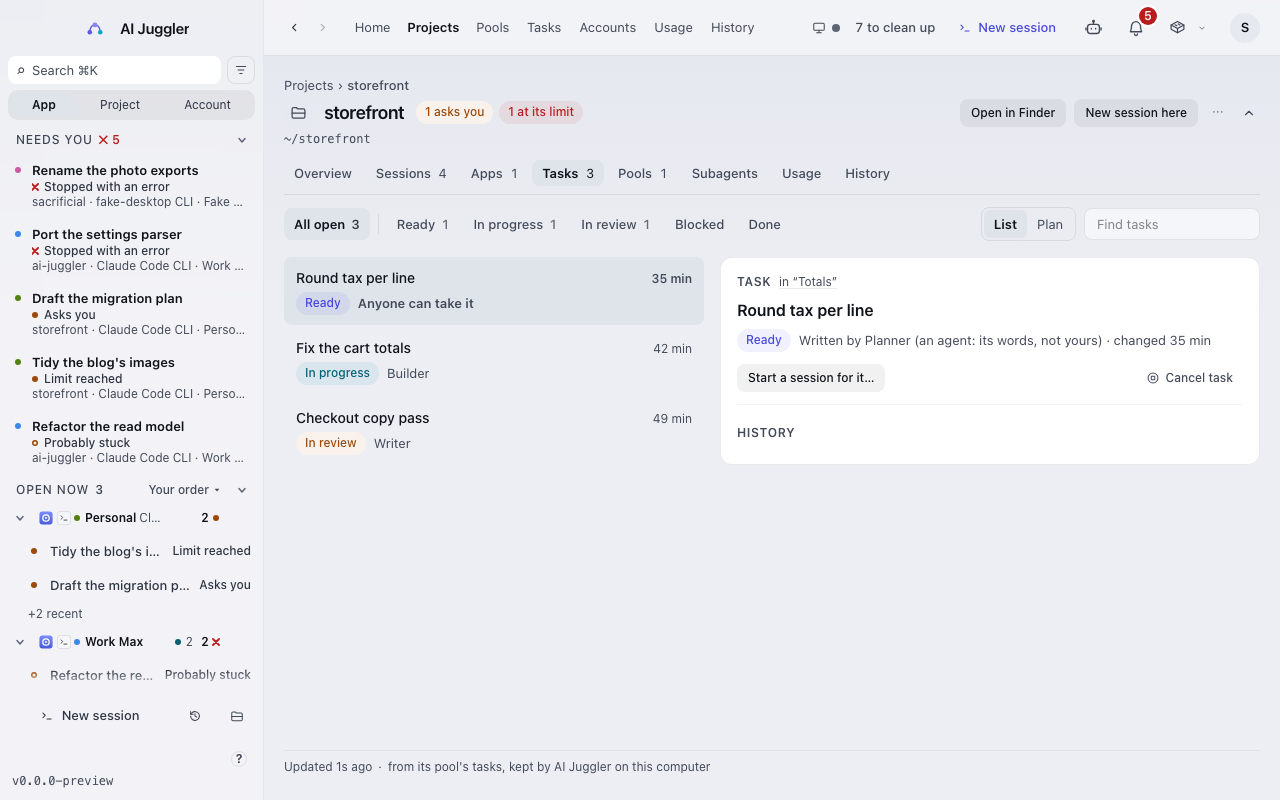 AI Juggler
Search ⌘K
App Project Account
NEEDS YOU 5
Rename the photo exports
Stopped with an error
sacrificial · fake-desktop CLI · Fake ...
Port the settings parser
Stopped with an error
ai-juggler · Claude Code CLI · Work ...
Draft the migration plan
Asks you
storefront · Claude Code CLI · Perso...
Tidy the blog's images
Limit reached
storefront · Claude Code CLI · Perso...
Refactor the read model
Probably stuck
ai-juggler · Claude Code CLI · Work ...
OPEN NOW 3 Your order
Personal Cl... 2
Tidy the blog's i... Limit reached
Draft the migration p... Asks you
+2 recent
Work Max 2 2
Refactor the re... Probably stuck
New session
?
v0.0.0-preview
Home Projects Pools Tasks Accounts Usage History 7 to clean up New session 5 S
Projects › storefront
storefront 1 asks you 1 at its limit Open in Finder New session here ...
~/storefront
Overview Sessions 4 Apps 1 Tasks 3 Pools 1 Subagents Usage History
All open 3 Ready 1 In progress 1 In review 1 Blocked Done List Plan Find tasks
Round tax per line 35 min
Ready Anyone can take it
Fix the cart totals 42 min
In progress Builder
Checkout copy pass 49 min
In review Writer
TASK in “Totals”
Round tax per line
Ready Written by Planner (an agent: its words, not yours) · changed 35 min
Start a session for it... Cancel task
HISTORY
Updated 1s ago · from its pool's tasks, kept by AI Juggler on this computer